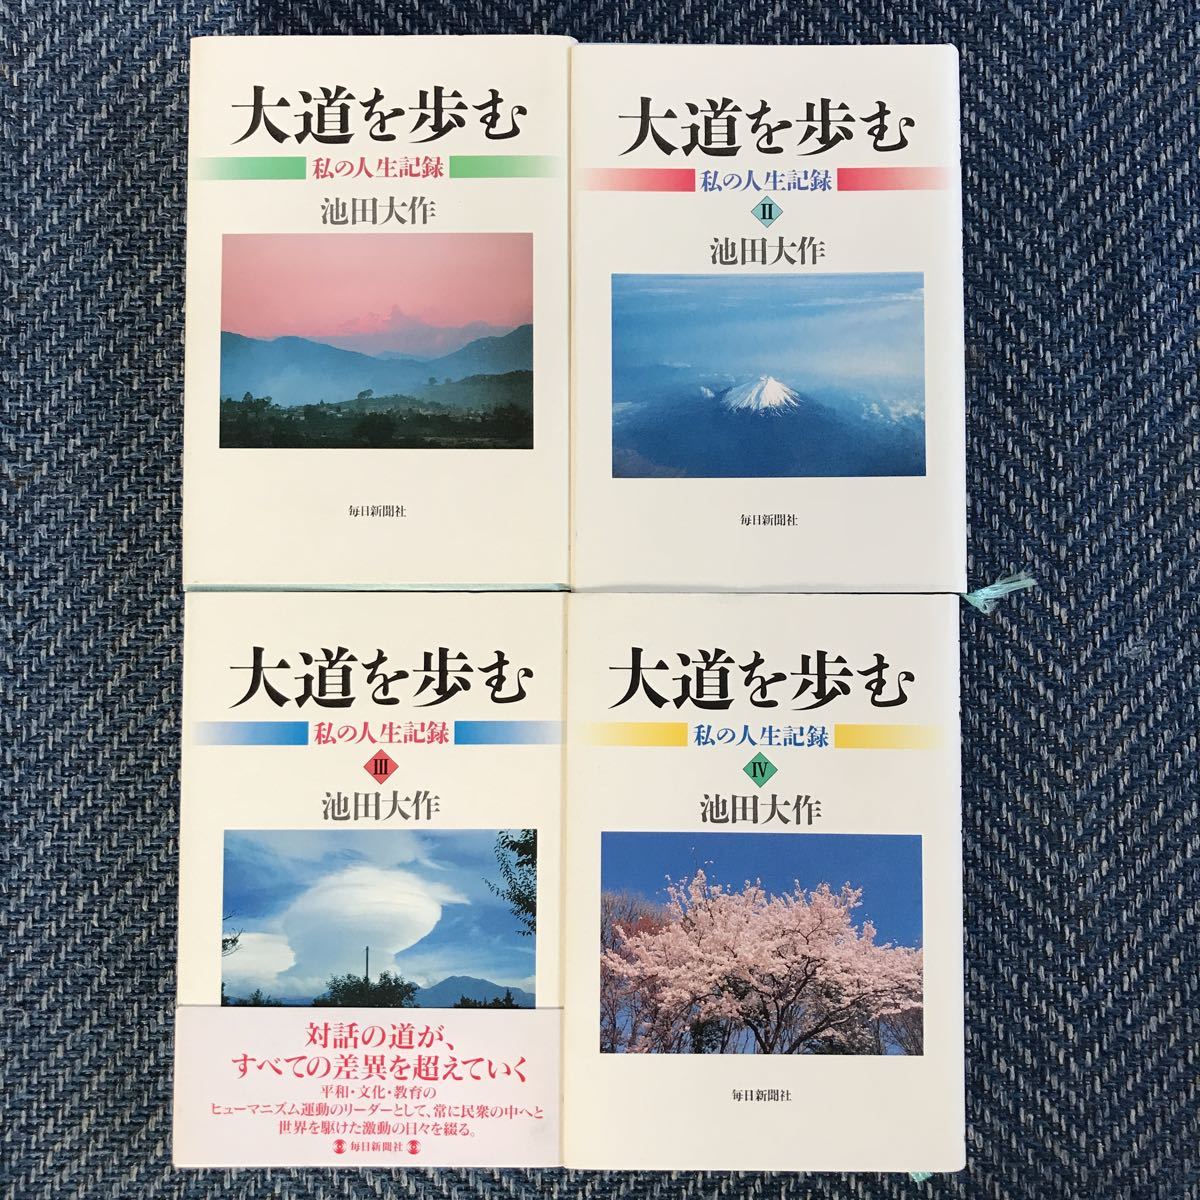 大道を歩む
私の人生記録
池田大作
毎日新聞社
大道を歩む
私の人生記録
II
池田大作
毎日新聞社
大道を歩む
私の人生記録
III
池田大作
対話の道が、
すべての差異を超えていく
平和・文化・教育の
ヒューマニズム運動のリーダーとして、常に民衆の中へと
世界を駆けた激動の日々を綴る。
毎日新聞社
大道を歩む
私の人生記録
IV
池田大作
毎日新聞社